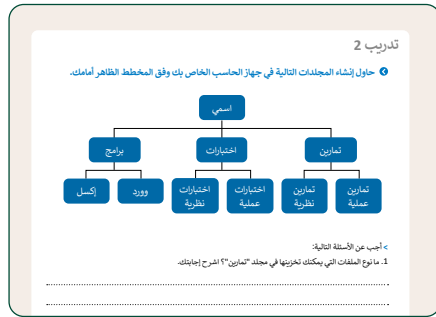 تدريب 2
حاول إنشاء المجلدات التالية في جهاز الحاسب الخاص بك وفق المخطط الظاهر أمامك.
اسمي
تمارين
اختبارات
برامج
تمارين عملية
تمارين نظرية
اختبارات عملية
اختبارات نظرية
وورد
إكسل
> أجب عن الأسئلة التالية:
1. ما نوع الملفات التي يمكنك تخزينها في مجلد "تمارين"؟ اشرح إجابتك.